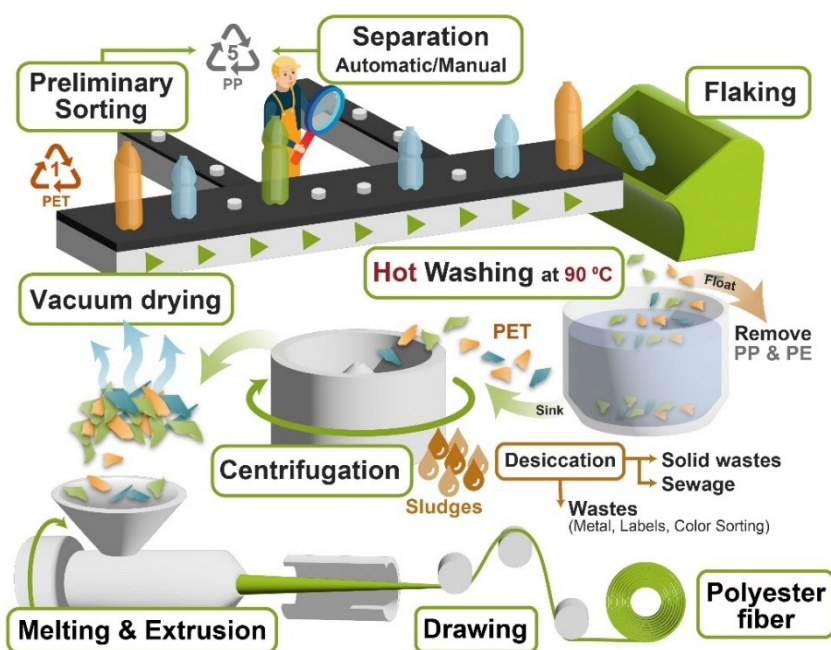 5
PP
Separation
Automatic/Manual
Preliminary
Sorting
Flaking
1
PET
Hot Washing at 90 ºC
Float
Vacuum drying
PET
Remove
PP & PE
Sink
Centrifugation
Sludges
Desiccation
Solid wastes
Sewage
Wastes
(Metal, Labels, Color Sorting)
Melting & Extrusion
Drawing
Polyester
fiber